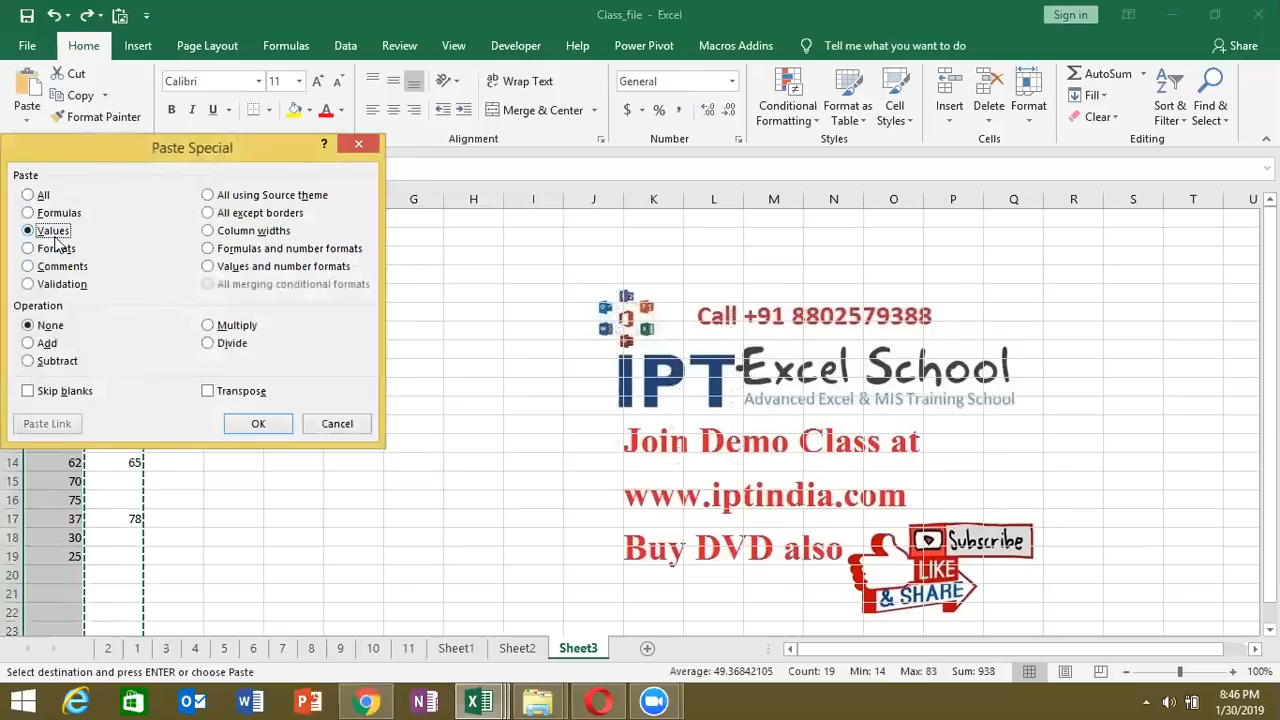 Class_file - Excel
Sign in
File Home Insert Page Layout Formulas Data Review View Developer Help Power Pivot Macros Addins Tell me what you want to do Share
Paste
Cut
Copy
Format Painter
Calibri 11
B I U
Wrap Text
Merge & Center
Alignment
General
$ % ,
Number
Conditional Formatting
Format as Table
Cell Styles
Styles
Insert
Delete
Format
Cells
AutoSum
Fill
Clear
Sort & Filter
Find & Select
Editing
Paste Special
?
Paste
All
Formulas
Values
Formats
Comments
Validation
All using Source theme
All except borders
Column widths
Formulas and number formats
Values and number formats
All merging conditional formats
Operation
None
Add
Subtract
Multiply
Divide
Skip blanks
Transpose
Paste Link
OK
Cancel
G H I J K L M N O P Q R S T U
14 62 65
15 70
16 75
17 37 78
18 30
19 25
20
21
22
23
Call +91 8802579388
IPT Excel School
Advanced Excel & MIS Training School
Join Demo Class at
www.iptindia.com
Buy DVD also
Subscribe
LIKE
& SHARE
2 1 3 4 5 6 7 8 9 10 11 Sheet1 Sheet2 Sheet3
Select destination and press ENTER or choose Paste
Average: 49.36842105 Count: 19 Min: 14 Max: 83 Sum: 938
100%
8:46 PM
1/30/2019